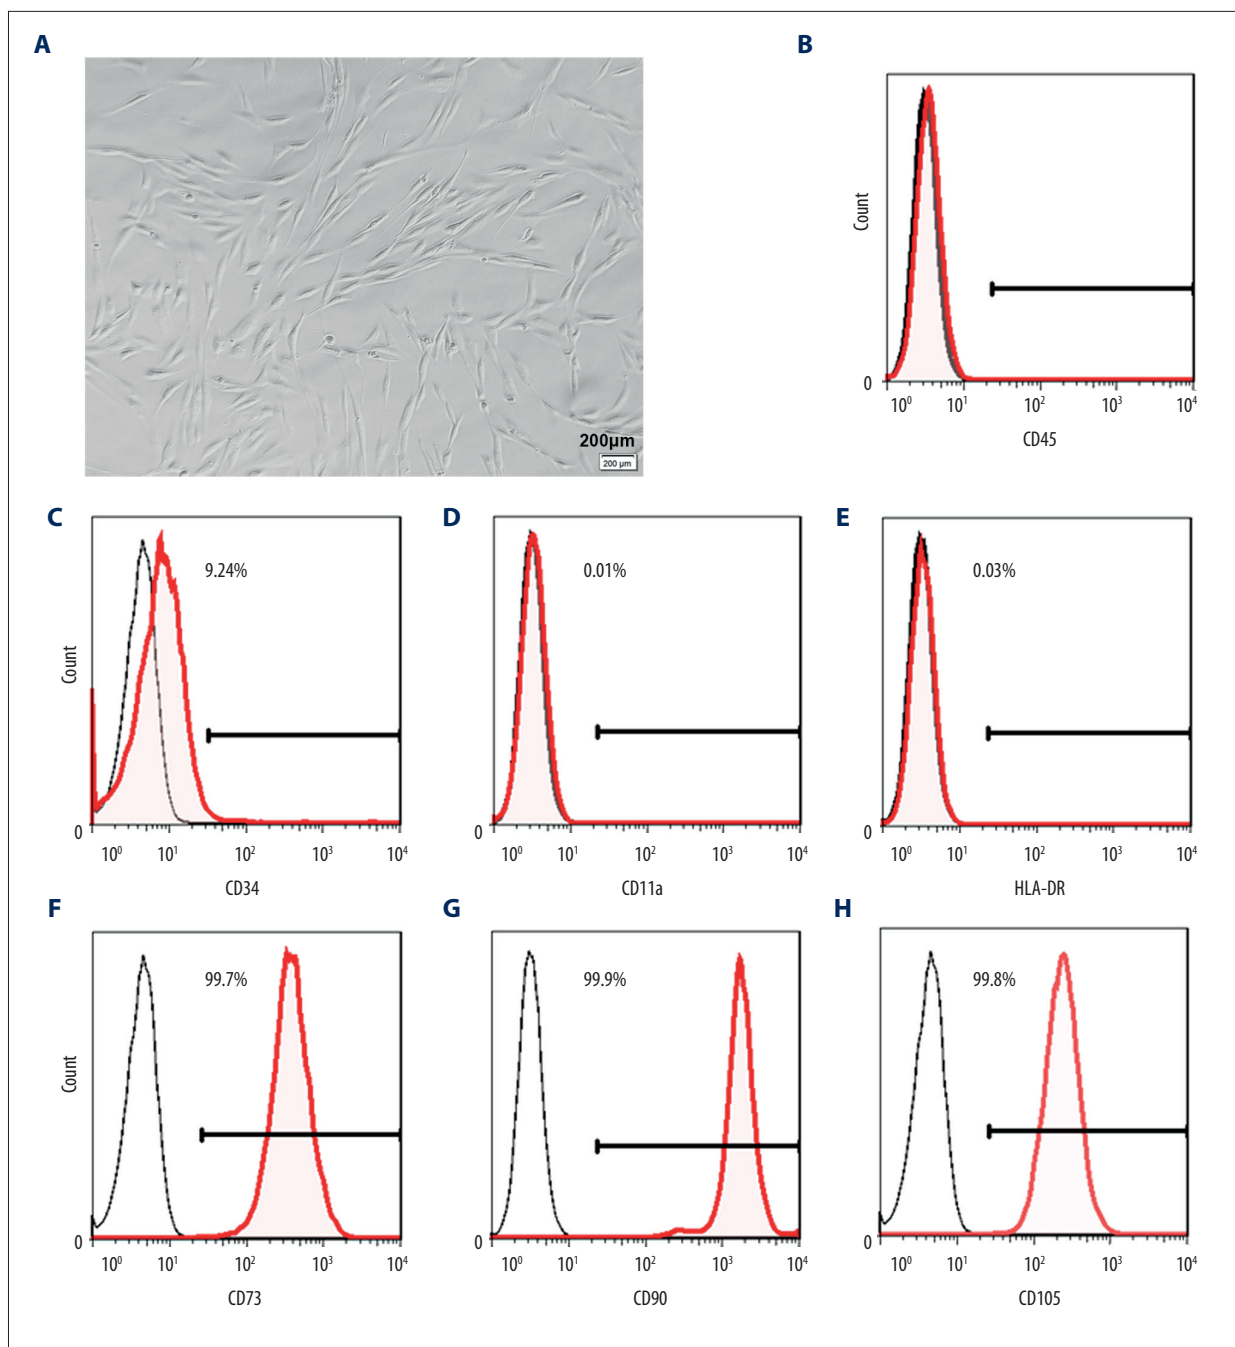 A
B
200μm
200 μm
Count
0
10⁰ 10¹ 10² 10³ 10⁴
CD45
C
D
E
9.24%
0.01%
0.03%
Count
0
10⁰ 10¹ 10² 10³ 10⁴
CD34
0
10⁰ 10¹ 10² 10³ 10⁴
CD11a
0
10⁰ 10¹ 10² 10³ 10⁴
HLA-DR
F
G
H
99.7%
99.9%
99.8%
Count
0
10⁰ 10¹ 10² 10³ 10⁴
CD73
0
10⁰ 10¹ 10² 10³ 10⁴
CD90
0
10⁰ 10¹ 10² 10³ 10⁴
CD105